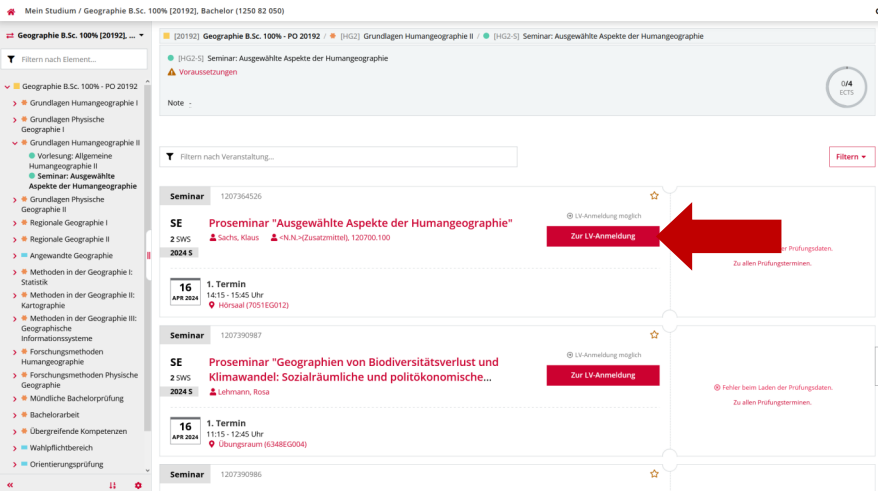 Mein Studium / Geographie B.Sc. 100% [20192], Bachelor (1250 82 050)
Geographie B.Sc. 100% [20192], ...
Filtern nach Element...
Geographie B.Sc. 100% - PO 20192
Grundlagen Humangeographie I
Grundlagen Physische
Geographie I
Grundlagen Humangeographie II
Vorlesung: Allgemeine
Humangeographie II
Seminar: Ausgewählte
Aspekte der Humangeographie
Grundlagen Physische
Geographie II
Regionale Geographie I
Regionale Geographie II
Angewandte Geographie
Methoden in der Geographie I:
Statistik
Methoden in der Geographie II:
Kartographie
Methoden in der Geographie III:
Geographische
Informationssysteme
Forschungsmethoden
Humangeographie
Forschungsmethoden Physische
Geographie
Mündliche Bachelorprüfung
Bachelorarbeit
Übergreifende Kompetenzen
Wahlpflichtbereich
Orientierungsprüfung
[20192] Geographie B.Sc. 100% - PO 20192 / [HG2] Grundlagen Humangeographie II / [HG2-S] Seminar: Ausgewählte Aspekte der Humangeographie
[HG2-S] Seminar: Ausgewählte Aspekte der Humangeographie
Voraussetzungen
Note -
0/4
ECTS
Filtern nach Veranstaltung...
Filtern
Seminar 1207364526
LV-Anmeldung möglich
SE Proseminar "Ausgewählte Aspekte der Humangeographie"
Zur LV-Anmeldung
2 SWS Sachs, Klaus <N.N.>(Zusatzmittel), 120700.100
2024 S
der Prüfungsdaten.
Zu allen Prüfungsterminen.
16 1. Termin
APR 2024 14:15 - 15:45 Uhr
Hörsaal (7051EG012)
Seminar 1207390987
LV-Anmeldung möglich
SE Proseminar "Geographien von Biodiversitätsverlust und
2 SWS Klimawandel: Sozialräumliche und politökonomische...
Zur LV-Anmeldung
2024 S Lehmann, Rosa
Fehler beim Laden der Prüfungsdaten.
Zu allen Prüfungsterminen.
16 1. Termin
APR 2024 11:15 - 12:45 Uhr
Übungsraum (6348EG004)
Seminar 1207390986